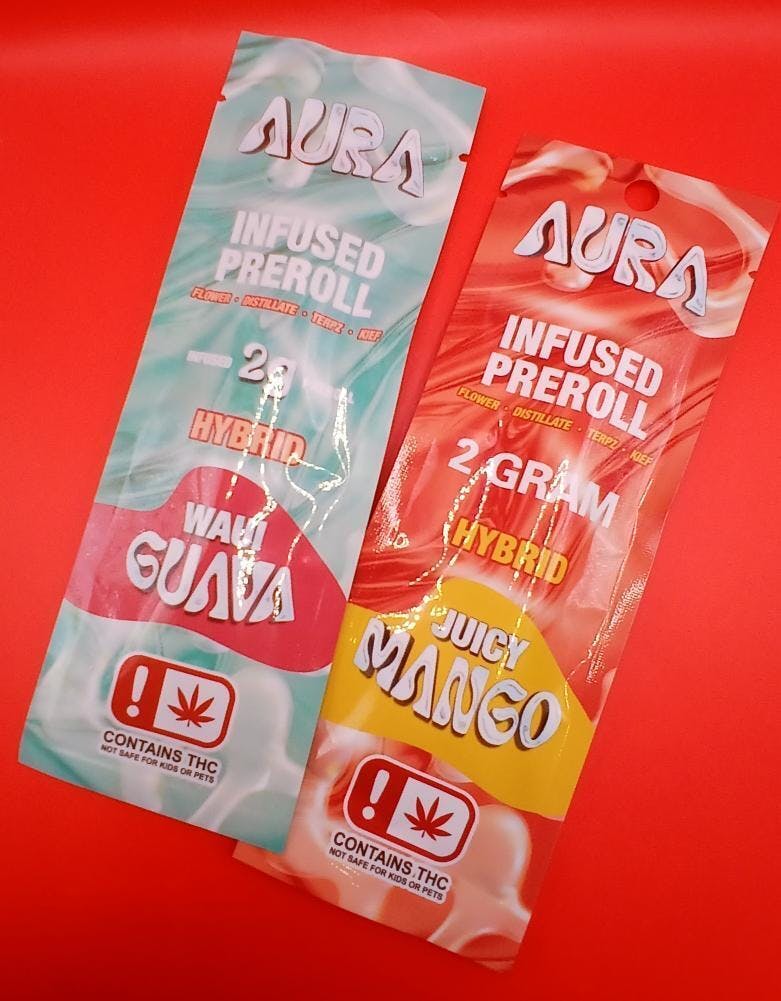 AURA
INFUSED
PREROLL
FLOWER • DISTILLATE • TERPZ • KIEF
INFUSED 2G
HYBRID
WAUI
GUAVA
!
CONTAINS THC
NOT SAFE FOR KIDS OR PETS
AURA
INFUSED
PREROLL
FLOWER • DISTILLATE • TERPZ • KIEF
2 GRAM
HYBRID
JUICY
MANGO
!
CONTAINS THC
NOT SAFE FOR KIDS OR PETS